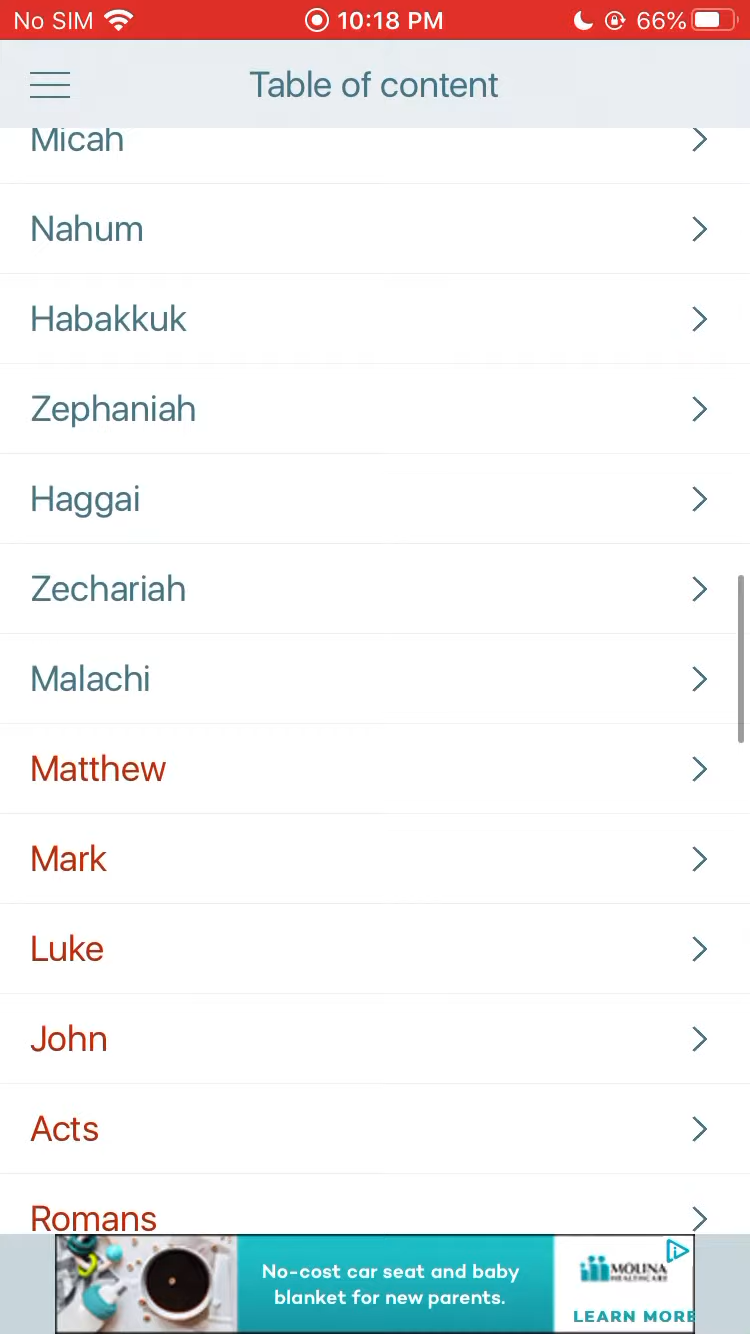 No SIM 10:18 PM 66%
Table of content
Micah
Nahum
Habakkuk
Zephaniah
Haggai
Zechariah
Malachi
Matthew
Mark
Luke
John
Acts
Romans
No-cost car seat and baby
blanket for new parents.
MOLINA
HEALTHCARE
LEARN MORE